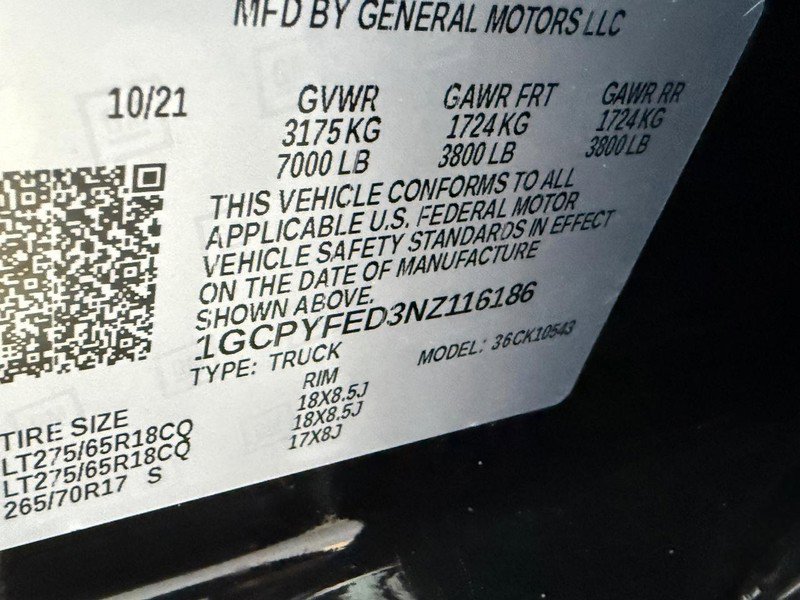 MFD BY GENERAL MOTORS LLC
10/21 GVWR GAWR FRT GAWR RR
3175 KG 1724 KG 1724 KG
7000 LB 3800 LB 3800 LB
THIS VEHICLE CONFORMS TO ALL
APPLICABLE U.S. FEDERAL MOTOR
VEHICLE SAFETY STANDARDS IN EFFECT
ON THE DATE OF MANUFACTURE
SHOWN ABOVE.
1GCPYFED3NZ116186
TYPE: TRUCK MODEL: 36CK10543
TIRE SIZE RIM
LT275/65R18CQ 18X8.5J
LT275/65R18CQ 18X8.5J
265/70R17 S 17X8J